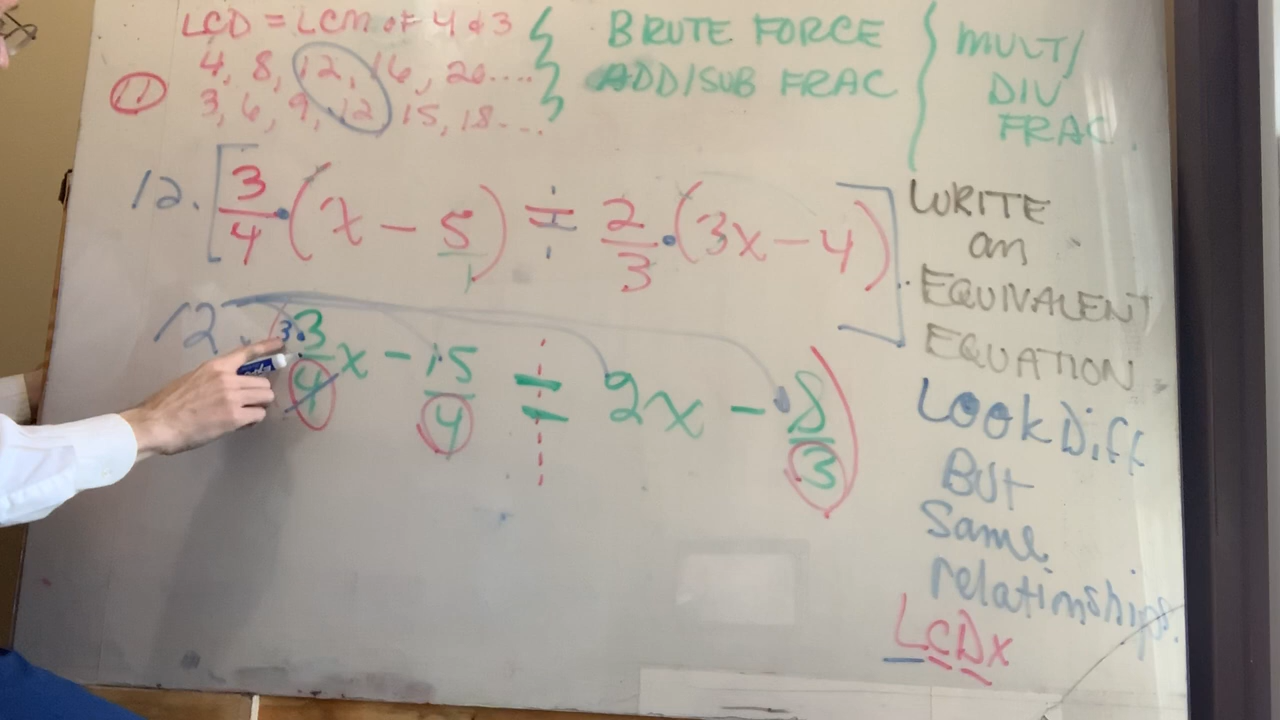 LCD = LCM of 4 & 3
4, 8, 12, 16, 20....
3, 6, 9, 12, 15, 18...
BRUTE FORCE
ADD/SUB FRAC
MULT/
DIV
FRAC
12. [3/4 · (x - 5/1) = 2/3 · (3x - 4)]
12 · 3 · 3/4 x - 15/4 = 2x - 8/3
WRITE
an
EQUIVALENT
EQUATION
Look Diff
But
Same
relationships.
LCDx